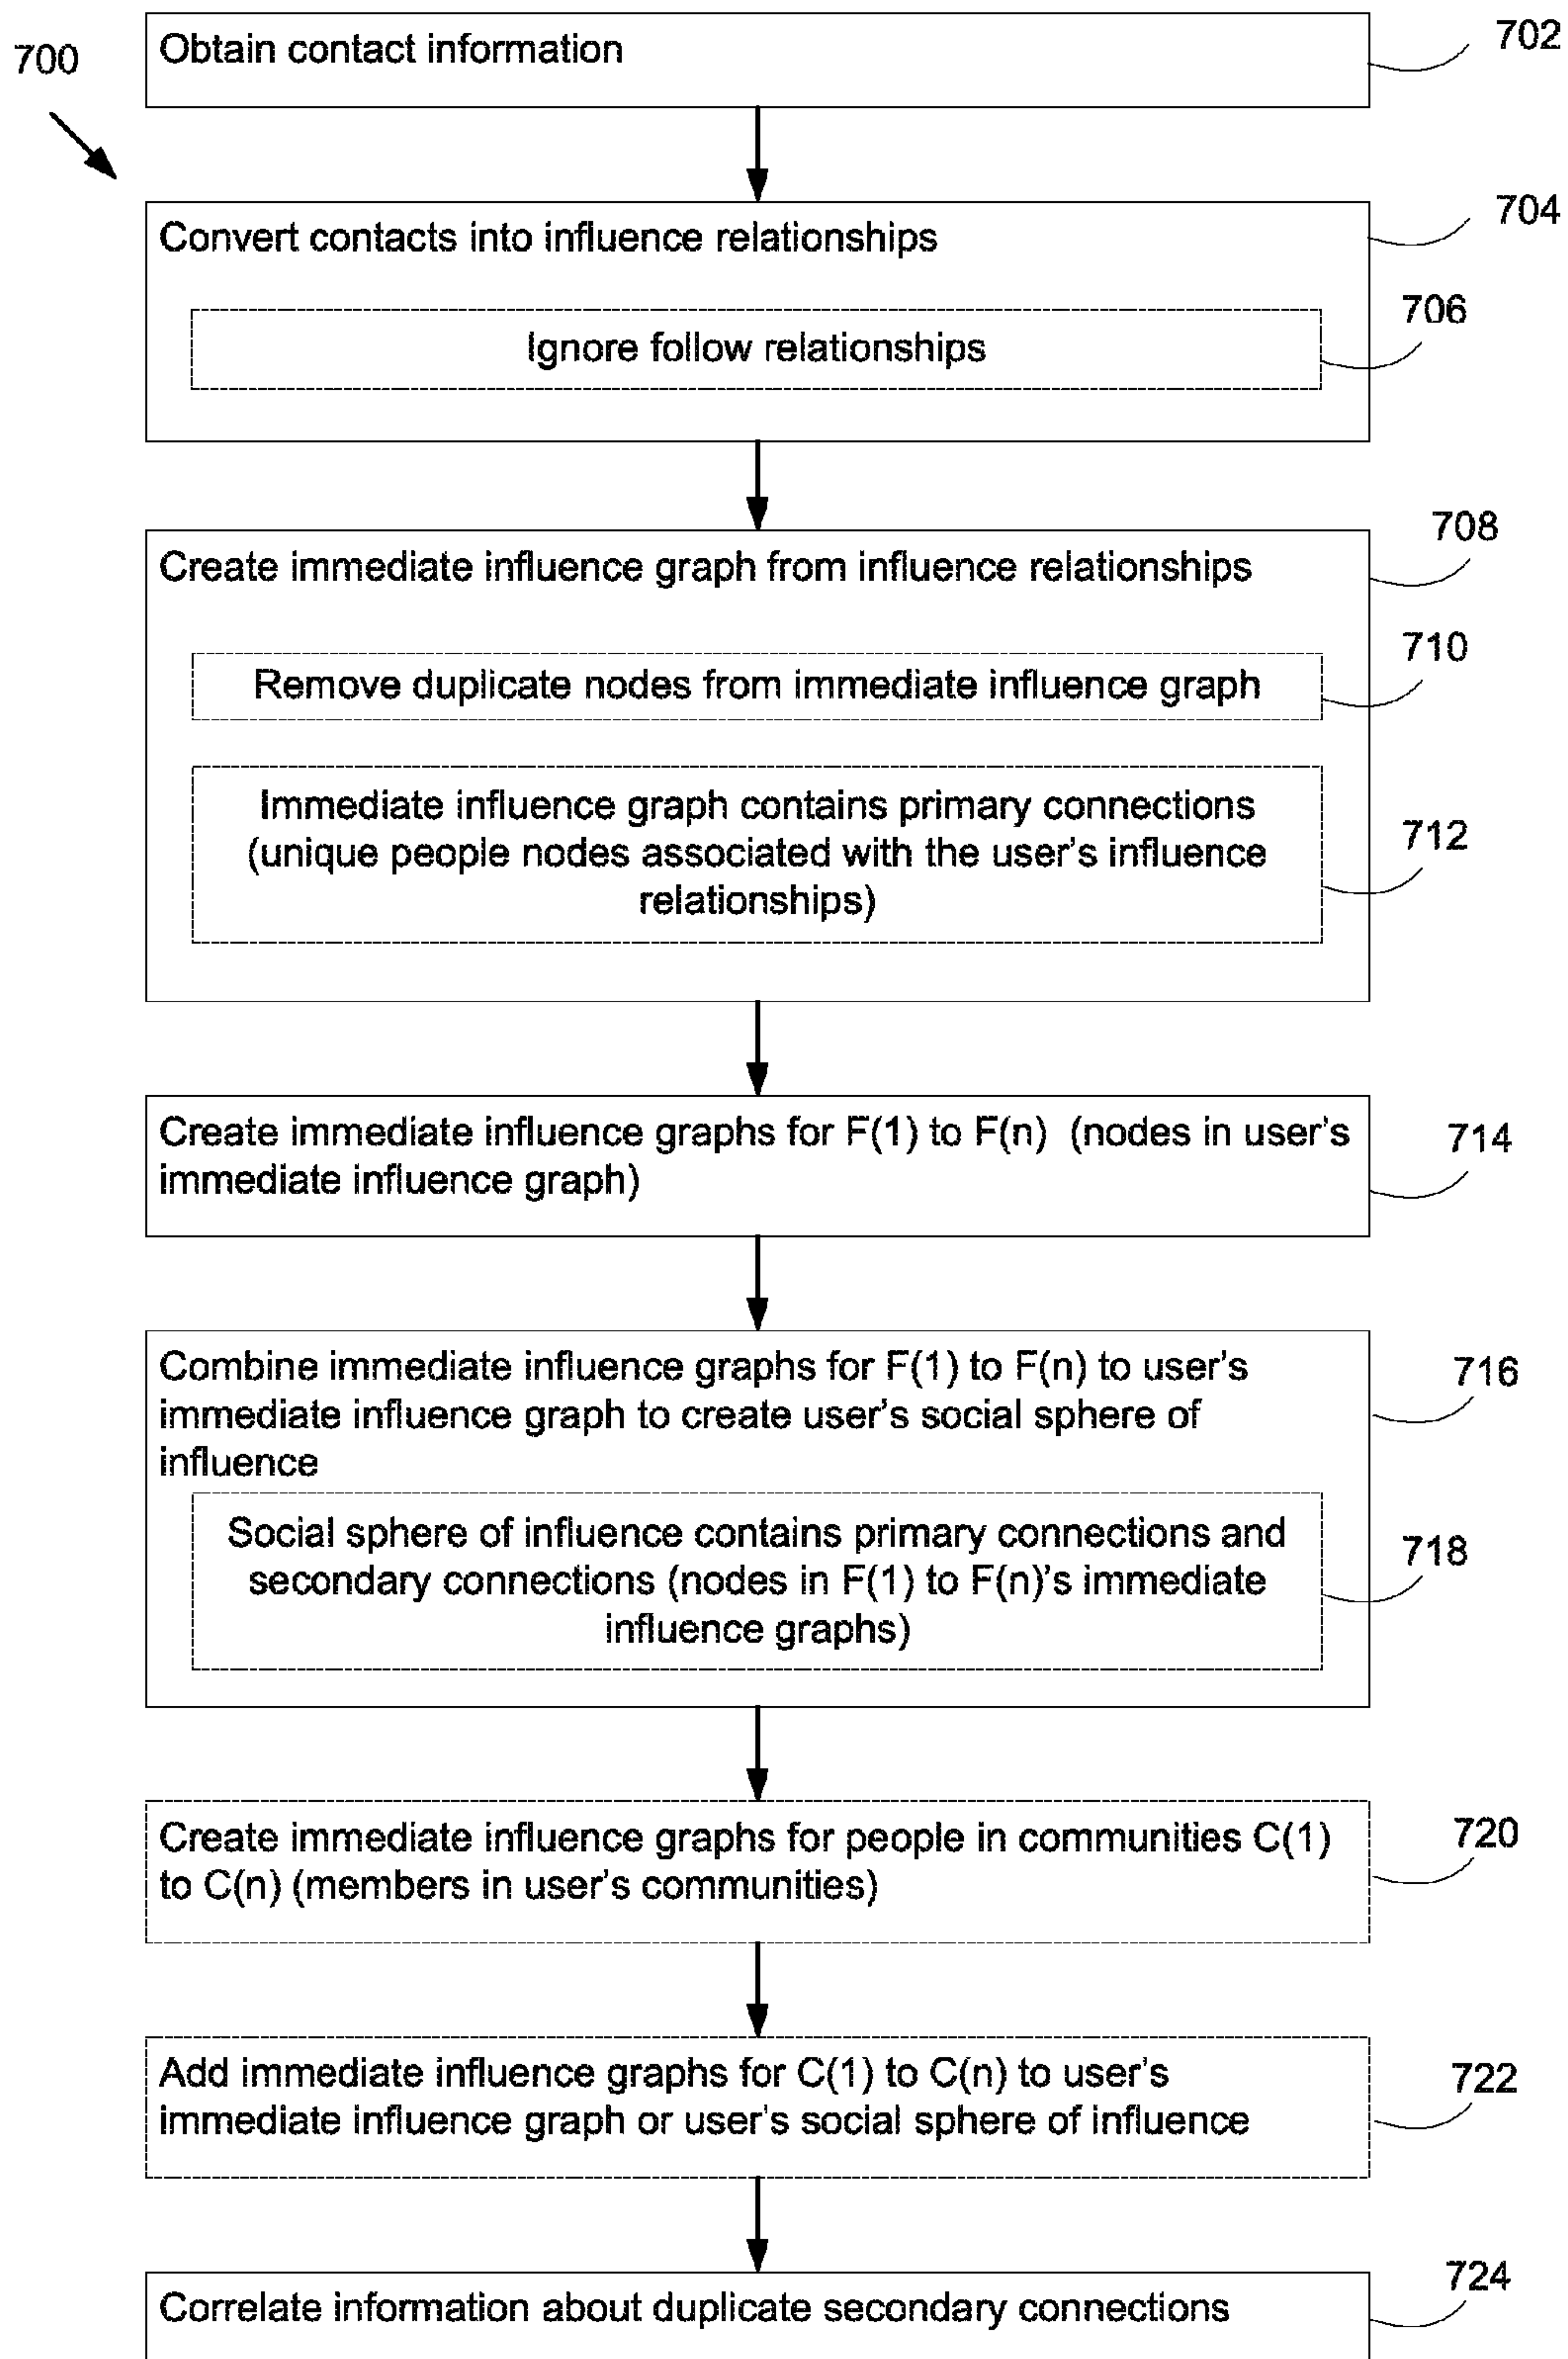 700
Obtain contact information
702
Convert contacts into influence relationships
704
Ignore follow relationships
706
Create immediate influence graph from influence relationships
708
Remove duplicate nodes from immediate influence graph
710
Immediate influence graph contains primary connections
(unique people nodes associated with the user's influence
relationships)
712
Create immediate influence graphs for F(1) to F(n) (nodes in user's
immediate influence graph)
714
Combine immediate influence graphs for F(1) to F(n) to user's
immediate influence graph to create user's social sphere of
influence
716
Social sphere of influence contains primary connections and
secondary connections (nodes in F(1) to F(n)'s immediate
influence graphs)
718
Create immediate influence graphs for people in communities C(1)
to C(n) (members in user's communities)
720
Add immediate influence graphs for C(1) to C(n) to user's
immediate influence graph or user's social sphere of influence
722
Correlate information about duplicate secondary connections
724